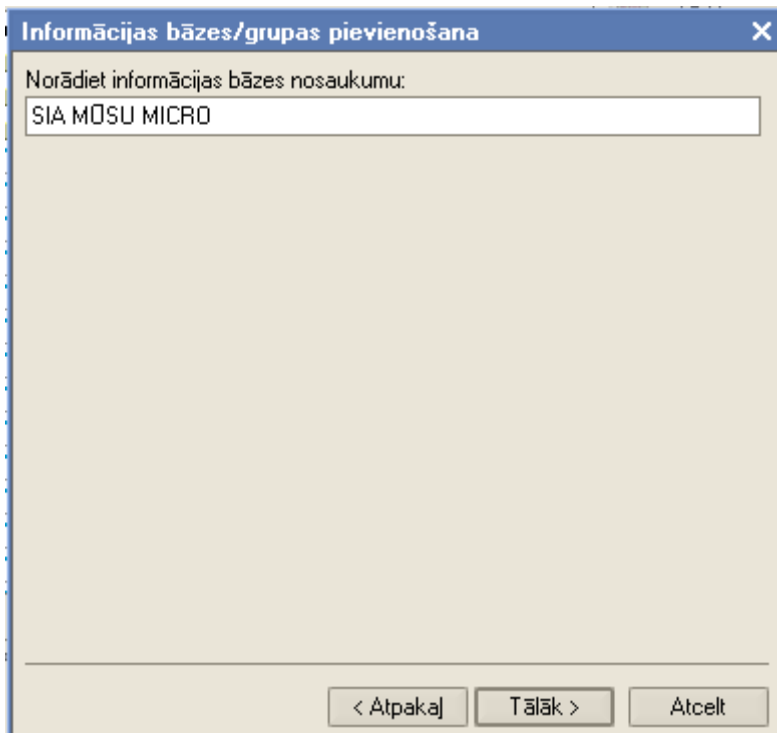 Informācijas bāzes/grupas pievienošana
Norādiet informācijas bāzes nosaukumu:
SIA MŪSU MICRO
< Atpakaļ Tālāk > Atcelt